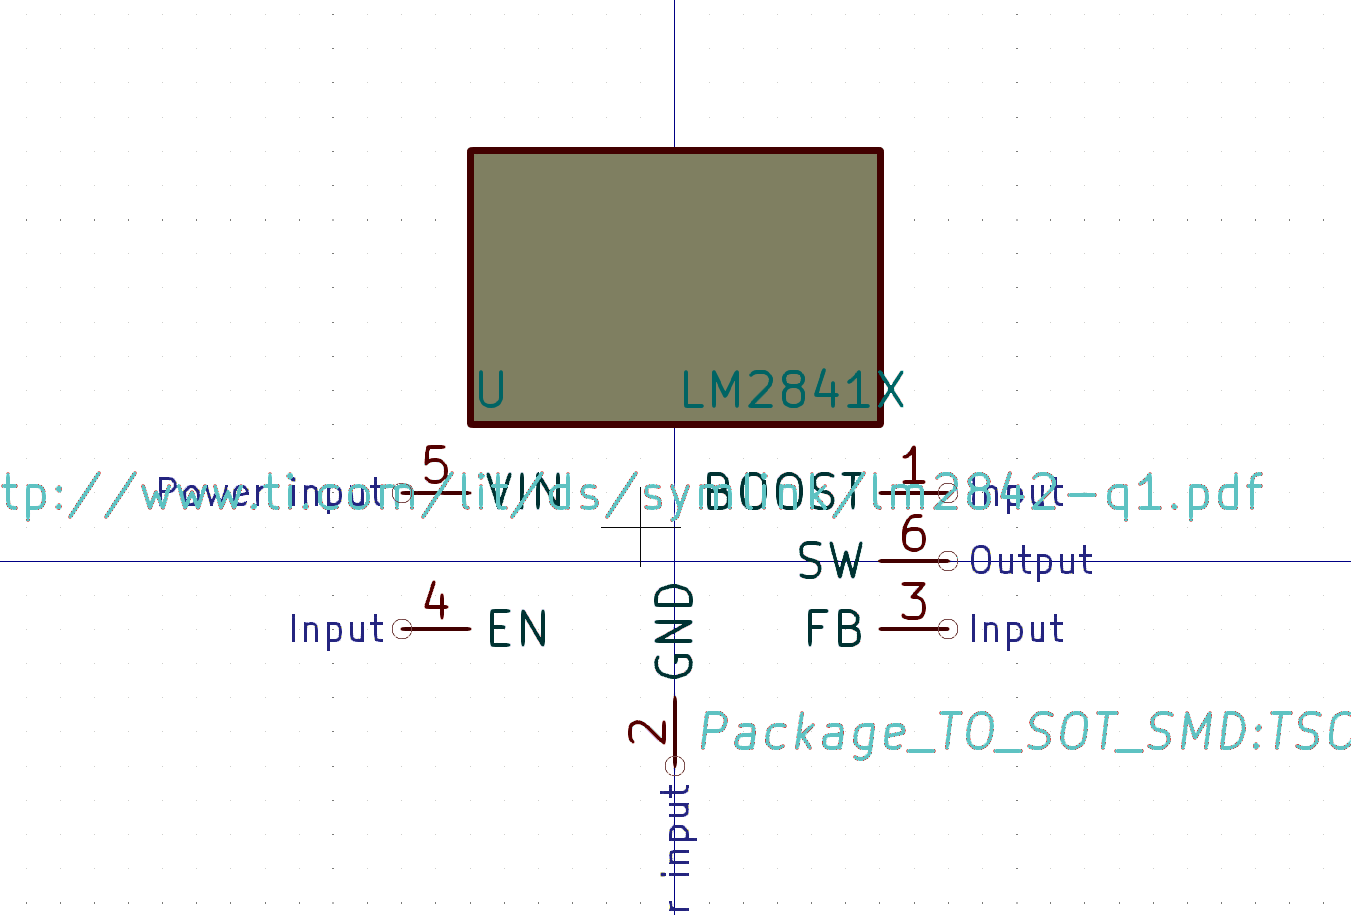 U LM2841X
5 VIN BOOST 1
Power input Input
tp://www.ti.com/lit/ds/symlink/lm2842-q1.pdf
SW 6 Output
Input 4 EN FB 3 Input
GND
2
Package_TO_SOT_SMD:TSO
r input